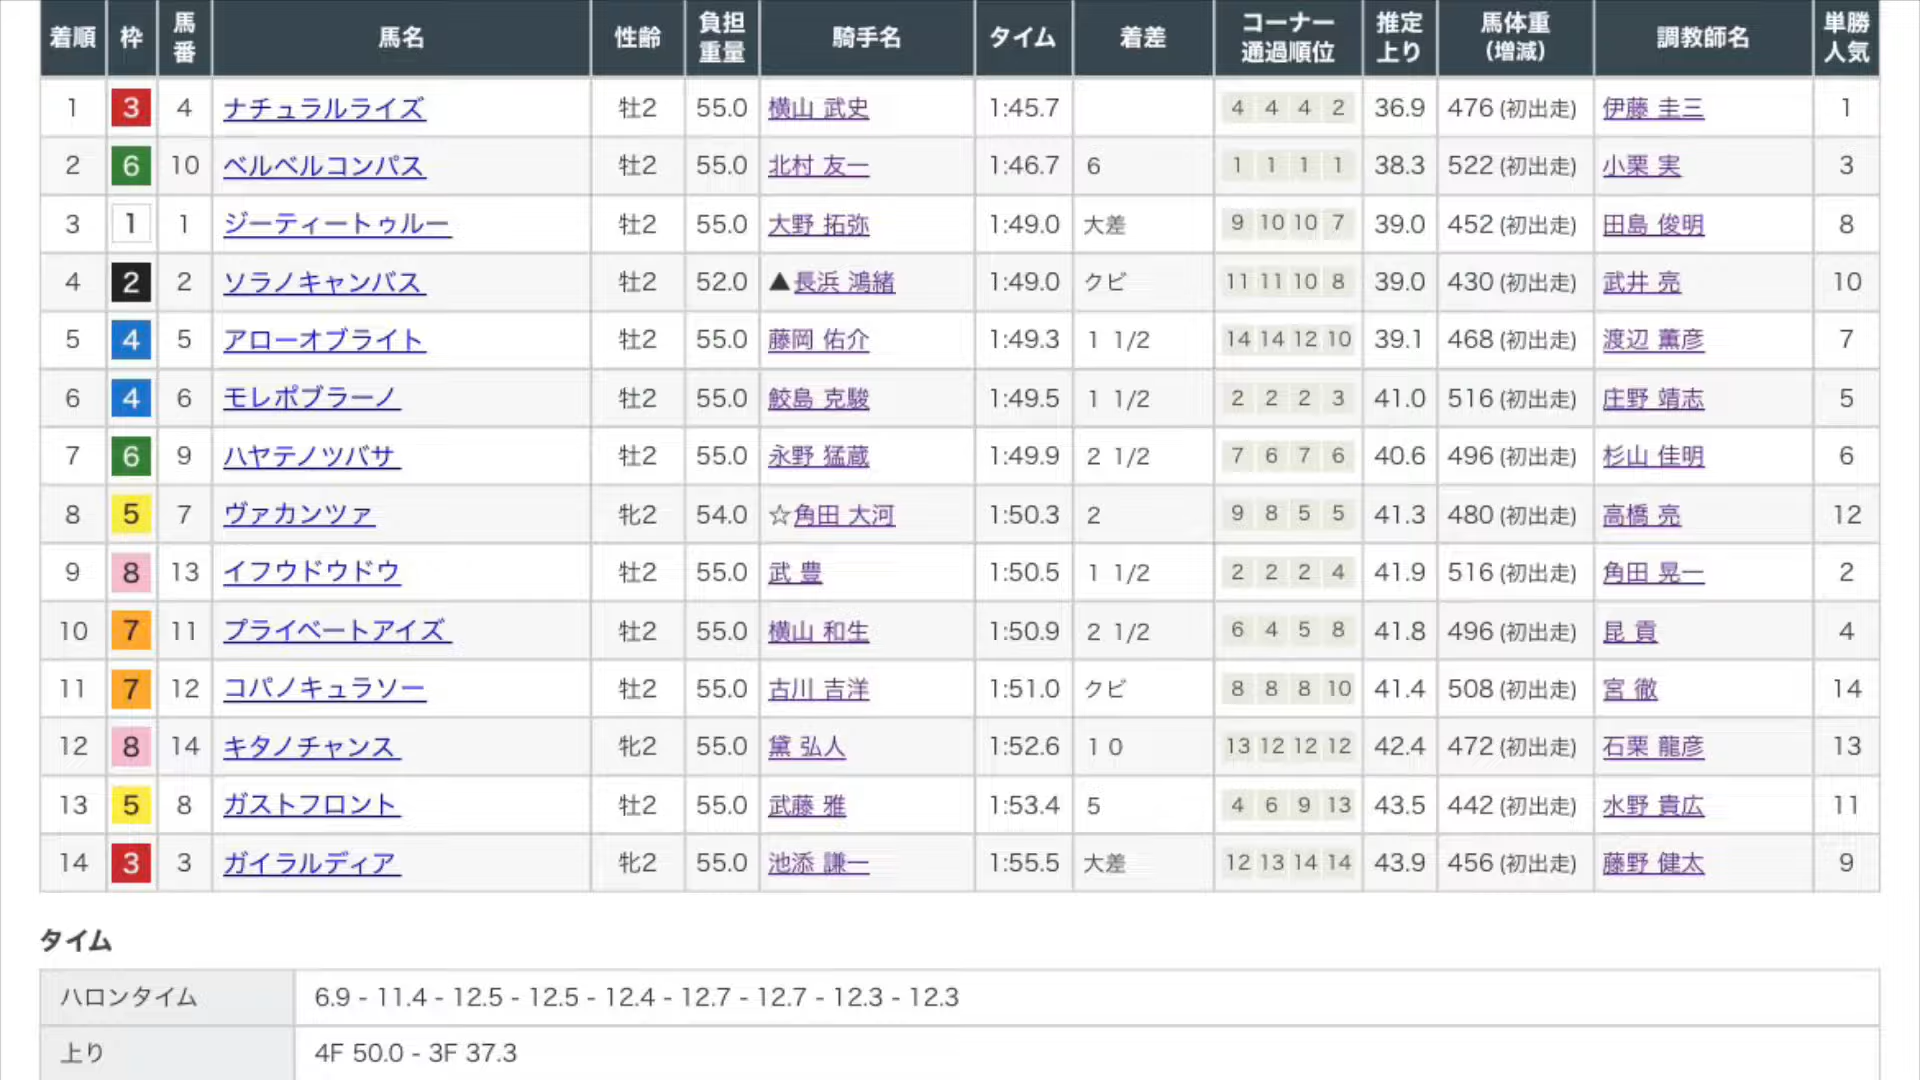 着順 枠 馬番 馬名 性齢 負担重量 騎手名 タイム 着差 コーナー通過順位 推定上り 馬体重(増減) 調教師名 単勝人気
1 3 4 ナチュラルライズ 牡2 55.0 横山 武史 1:45.7 4 4 4 2 36.9 476 (初出走) 伊藤 圭三 1
2 6 10 ベルベルコンパス 牡2 55.0 北村 友一 1:46.7 6 1 1 1 1 38.3 522 (初出走) 小栗 実 3
3 1 1 ジーティートゥルー 牡2 55.0 大野 拓弥 1:49.0 大差 9 10 10 7 39.0 452 (初出走) 田島 俊明 8
4 2 2 ソラノキャンバス 牡2 52.0 ▲長浜 鴻緒 1:49.0 クビ 11 11 10 8 39.0 430 (初出走) 武井 亮 10
5 4 5 アローオブライト 牡2 55.0 藤岡 佑介 1:49.3 1 1/2 14 14 12 10 39.1 468 (初出走) 渡辺 薫彦 7
6 4 6 モレポブラーノ 牡2 55.0 鮫島 克駿 1:49.5 1 1/2 2 2 2 3 41.0 516 (初出走) 庄野 靖志 5
7 6 9 ハヤテノツバサ 牡2 55.0 永野 猛蔵 1:49.9 2 1/2 7 6 7 6 40.6 496 (初出走) 杉山 佳明 6
8 5 7 ヴァカンツァ 牝2 54.0 ☆角田 大河 1:50.3 2 9 8 5 5 41.3 480 (初出走) 高橋 亮 12
9 8 13 イフウドウドウ 牡2 55.0 武 豊 1:50.5 1 1/2 2 2 2 4 41.9 516 (初出走) 角田 晃一 2
10 7 11 プライベートアイズ 牡2 55.0 横山 和生 1:50.9 2 1/2 6 4 5 8 41.8 496 (初出走) 昆 貢 4
11 7 12 コパノキュラソー 牡2 55.0 古川 吉洋 1:51.0 クビ 8 8 8 10 41.4 508 (初出走) 宮 徹 14
12 8 14 キタノチャンス 牝2 55.0 黛 弘人 1:52.6 10 13 12 12 12 42.4 472 (初出走) 石栗 龍彦 13
13 5 8 ガストフロント 牡2 55.0 武藤 雅 1:53.4 5 4 6 9 13 43.5 442 (初出走) 水野 貴広 11
14 3 3 ガイラルディア 牝2 55.0 池添 謙一 1:55.5 大差 12 13 14 14 43.9 456 (初出走) 藤野 健太 9
タイム
ハロンタイム 6.9 - 11.4 - 12.5 - 12.5 - 12.4 - 12.7 - 12.7 - 12.3 - 12.3
上り 4F 50.0 - 3F 37.3